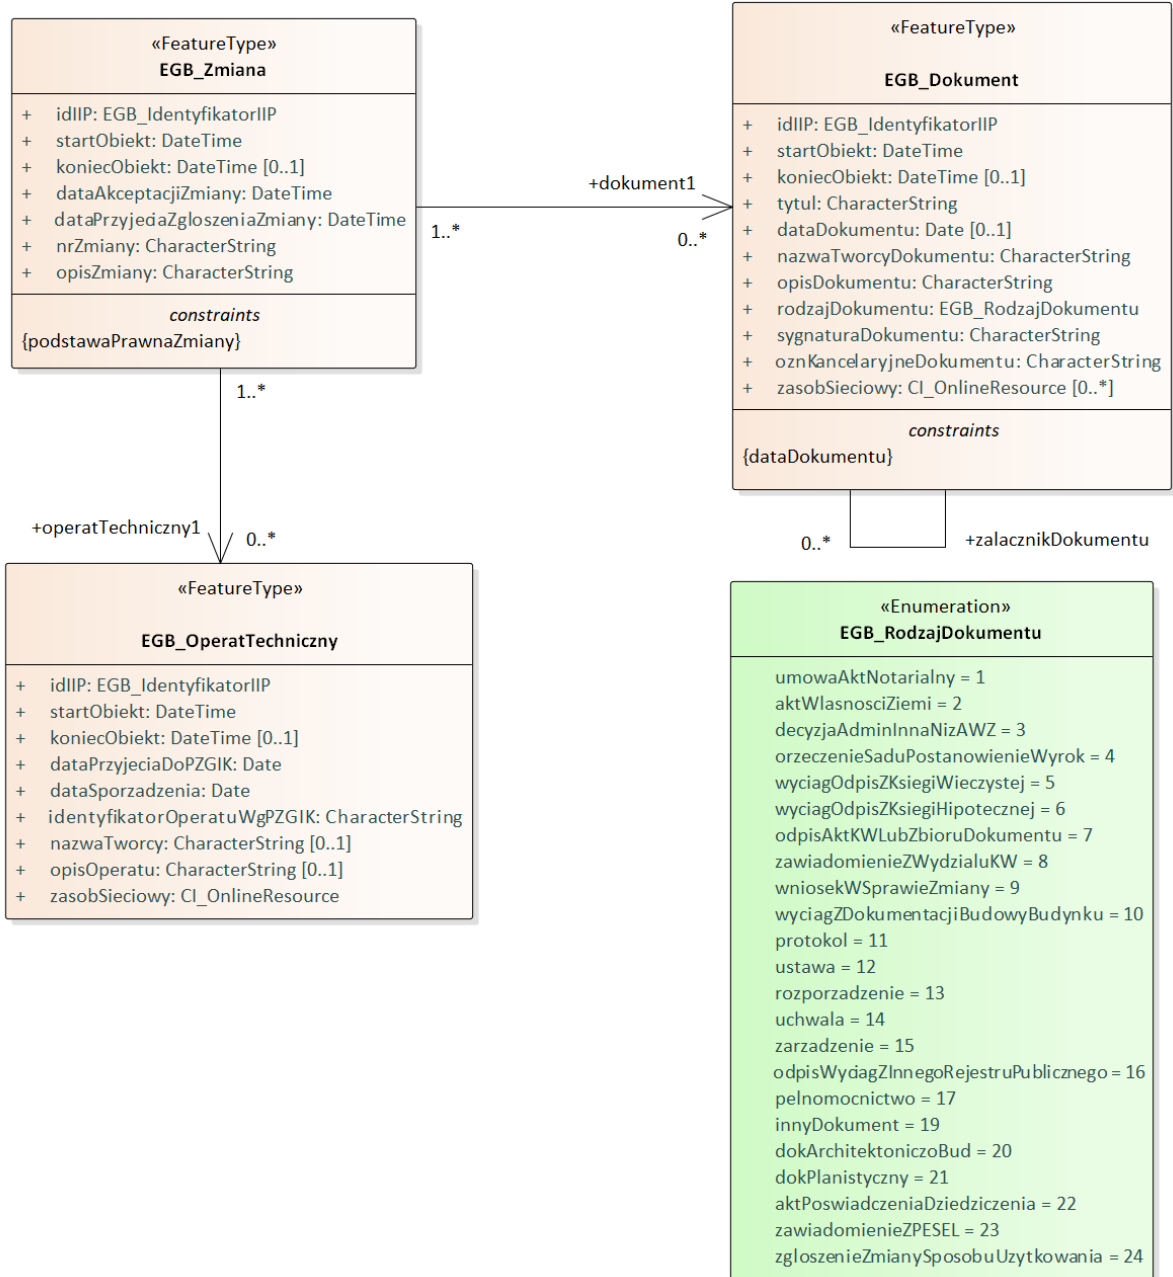 «FeatureType»
EGB_Zmiana
+ idIIP: EGB_IdentyfikatorIIP
+ startObiekt: DateTime
+ koniecObiekt: DateTime [0..1]
+ dataAkceptacjiZmiany: DateTime
+ dataPrzyjeciaZgloszeniaZmiany: DateTime
+ nrZmiany: CharacterString
+ opisZmiany: CharacterString
constraints
{podstawaPrawnaZmiany}
+dokument1
1..*
0..*
«FeatureType»
EGB_Dokument
+ idIIP: EGB_IdentyfikatorIIP
+ startObiekt: DateTime
+ koniecObiekt: DateTime [0..1]
+ tytul: CharacterString
+ dataDokumentu: Date [0..1]
+ nazwaTworcyDokumentu: CharacterString
+ opisDokumentu: CharacterString
+ rodzajDokumentu: EGB_RodzajDokumentu
+ sygnaturaDokumentu: CharacterString
+ oznKancelaryjneDokumentu: CharacterString
+ zasobSieciowy: CI_OnlineResource [0..*]
constraints
{dataDokumentu}
1..*
+operatTechniczny1
0..*
0..*
+zalacznikDokumentu
«FeatureType»
EGB_OperatTechniczny
+ idIIP: EGB_IdentyfikatorIIP
+ startObiekt: DateTime
+ koniecObiekt: DateTime [0..1]
+ dataPrzyjeciaDoPZGIK: Date
+ dataSporzadzenia: Date
+ identyfikatorOperatuWgPZGIK: CharacterString
+ nazwaTworcy: CharacterString [0..1]
+ opisOperatu: CharacterString [0..1]
+ zasobSieciowy: CI_OnlineResource
«Enumeration»
EGB_RodzajDokumentu
umowaAktNotarialny = 1
aktWlasnosciZiemi = 2
decyzjaAdminInnaNizAWZ = 3
orzeczenieSaduPostanowienieWyrok = 4
wyciagOdpisZKsiegiWieczystej = 5
wyciagOdpisZKsiegiHipotecznej = 6
odpisAktKWLubZbioruDokumentu = 7
zawiadomienieZWydzialuKW = 8
wniosekWSprawieZmiany = 9
wyciagZDokumentacjiBudowyBudynku = 10
protokol = 11
ustawa = 12
rozporzadzenie = 13
uchwala = 14
zarzadzenie = 15
odpisWyciagZInnegoRejestruPublicznego = 16
pelnomocnictwo = 17
innyDokument = 19
dokArchitektoniczoBud = 20
dokPlanistyczny = 21
aktPoswiadczeniaDziedziczenia = 22
zawiadomienieZPESEL = 23
zgloszenieZmianySposobuUzytkowania = 24